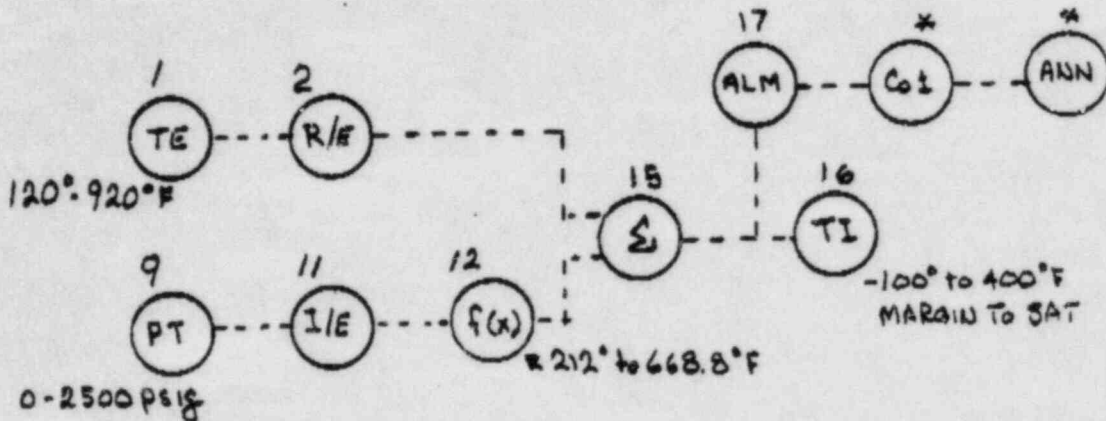 17 * *
ALM Co1 ANN
1 2
TE R/E
120°-920°F
15 16
Σ TI
-100° to 400°F
MARGIN TO SAT
9 11 12
PT I/E f(x)
212° to 668.8°F
0-2500 psig